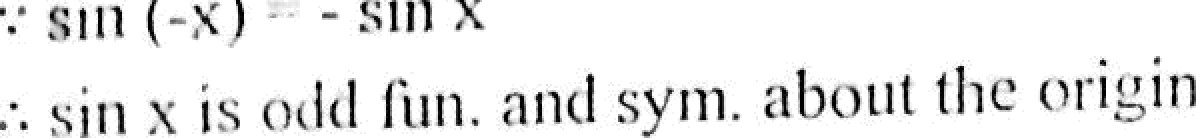 ∵ sin (-x) = - sin x
∴ sin x is odd fun. and sym. about the origin